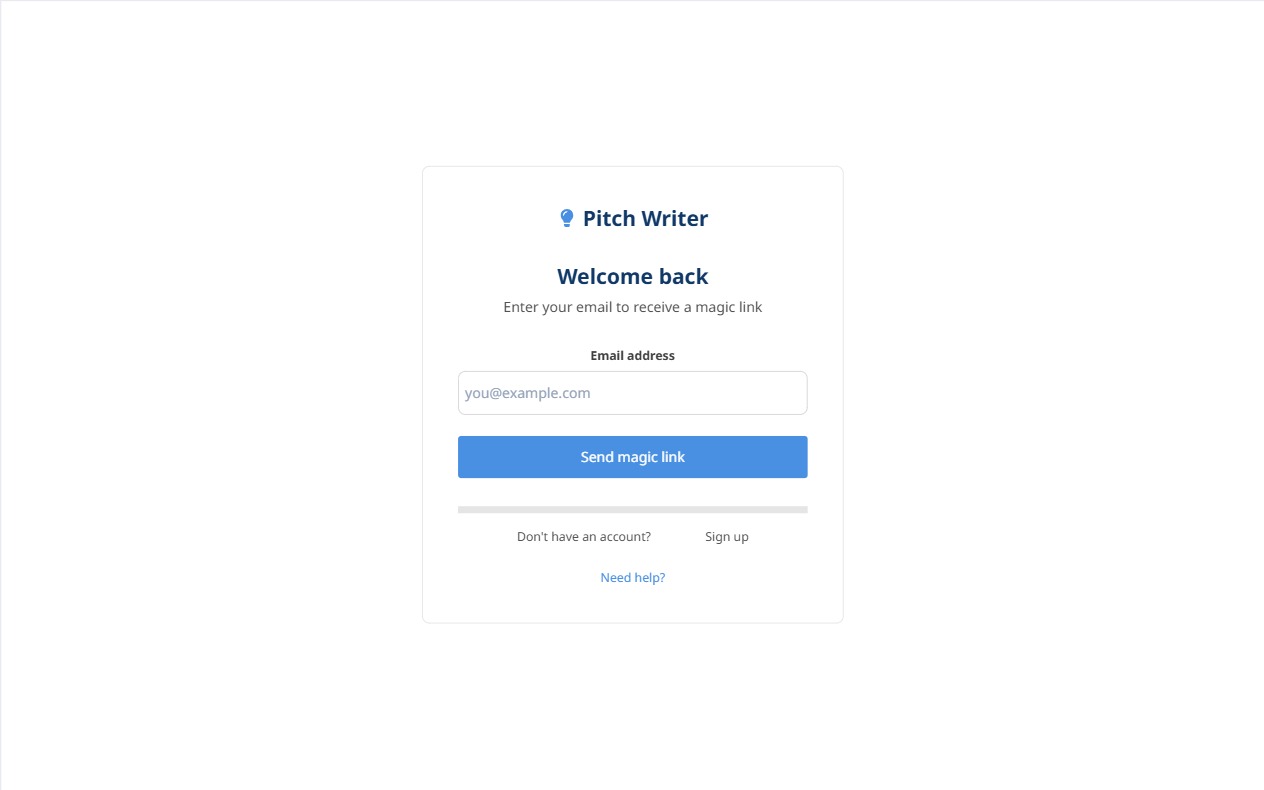 Pitch Writer
Welcome back
Enter your email to receive a magic link
Email address
you@example.com
Send magic link
Don't have an account? Sign up
Need help?